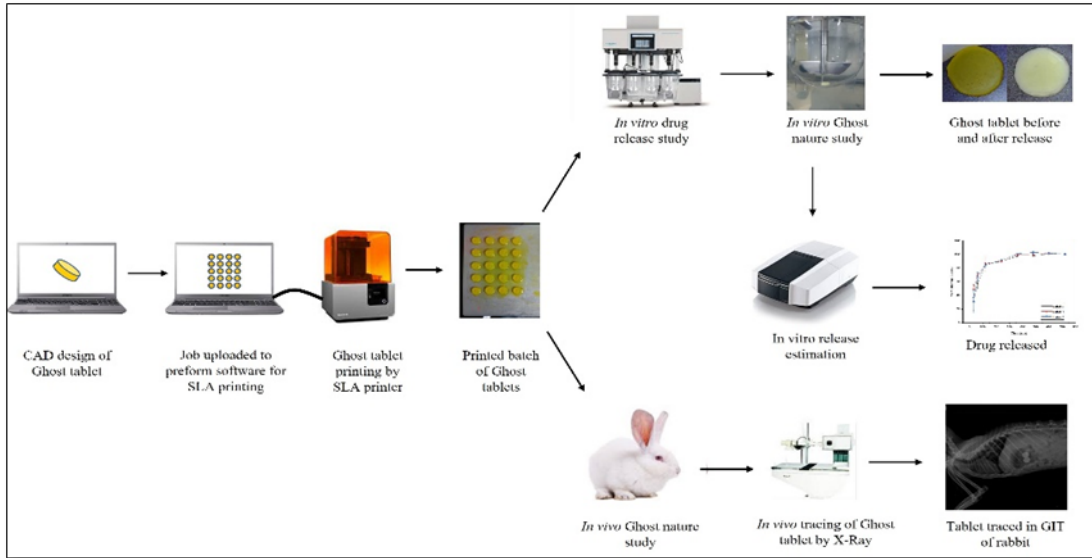 In vitro drug
release study
In vitro Ghost
nature study
Ghost tablet before
and after release
CAD design of
Ghost tablet
Job uploaded to
preform software for
SLA printing
Ghost tablet
printing by
SLA printer
Printed batch
of Ghost
tablets
In vitro release
estimation
Drug released
In vivo Ghost nature
study
In vivo tracing of Ghost
tablet by X-Ray
Tablet traced in GIT
of rabbit